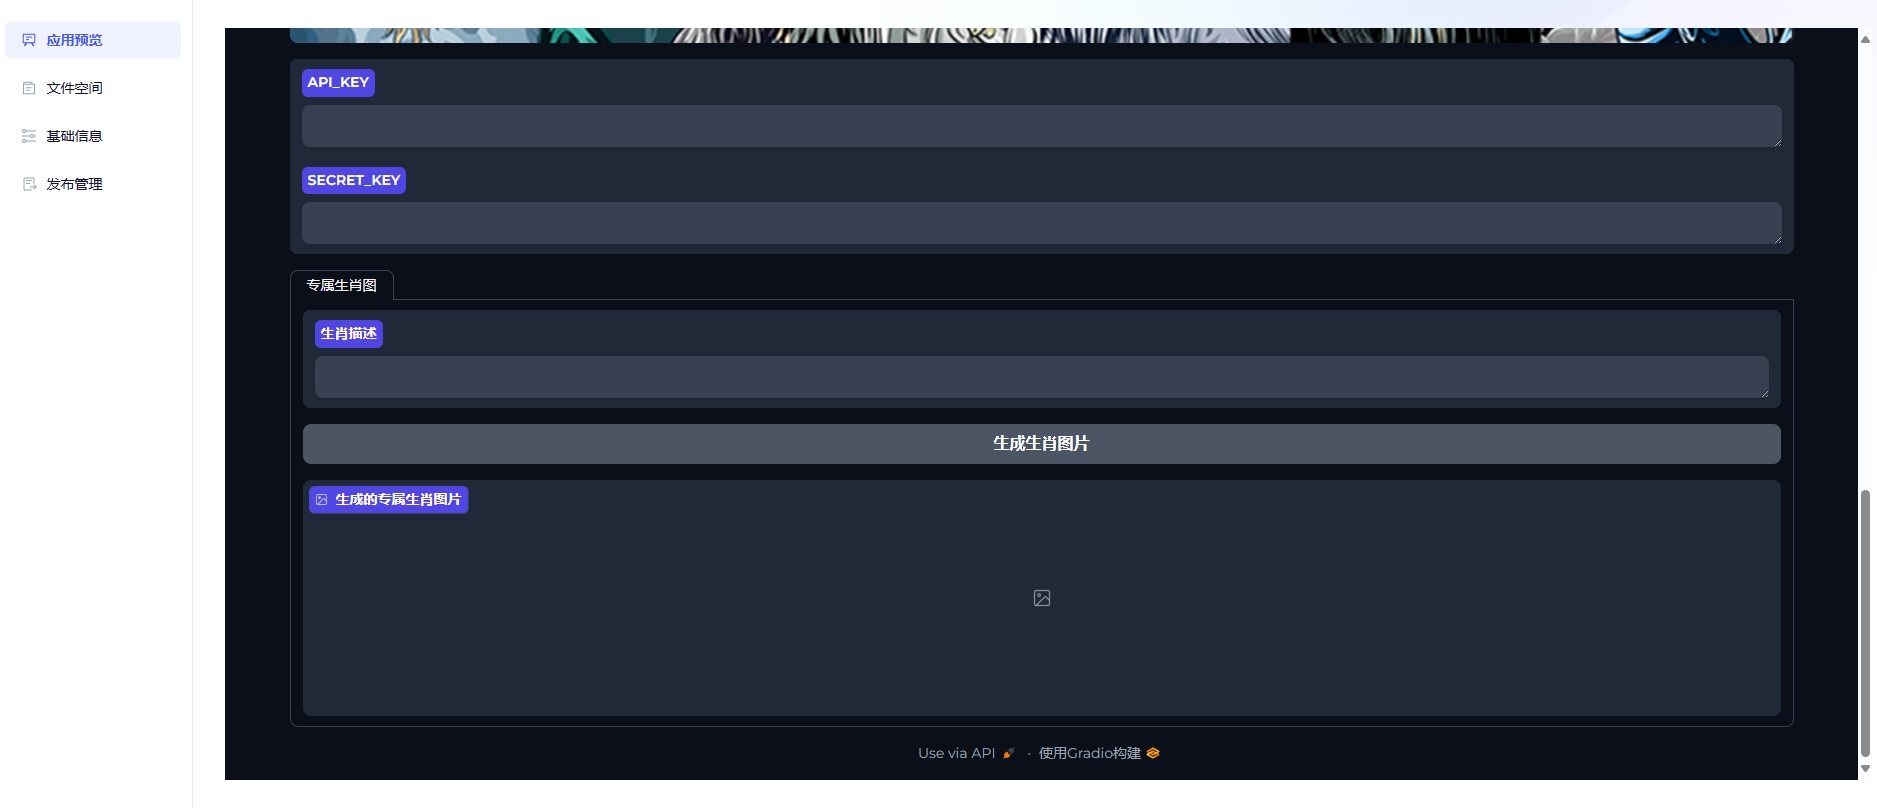 应用预览
文件空间
基础信息
发布管理
API_KEY
SECRET_KEY
专属生肖图
生肖描述
生成生肖图片
生成的专属生肖图片
Use via API · 使用Gradio构建